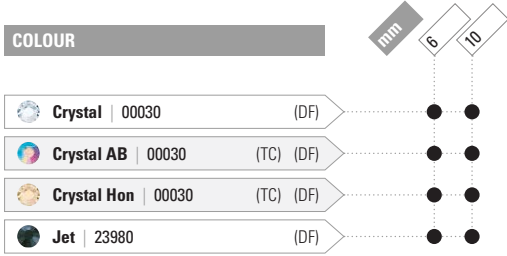 COLOUR mm 6 10
Crystal | 00030 (DF)
Crystal AB | 00030 (TC) (DF)
Crystal Hon | 00030 (TC) (DF)
Jet | 23980 (DF)